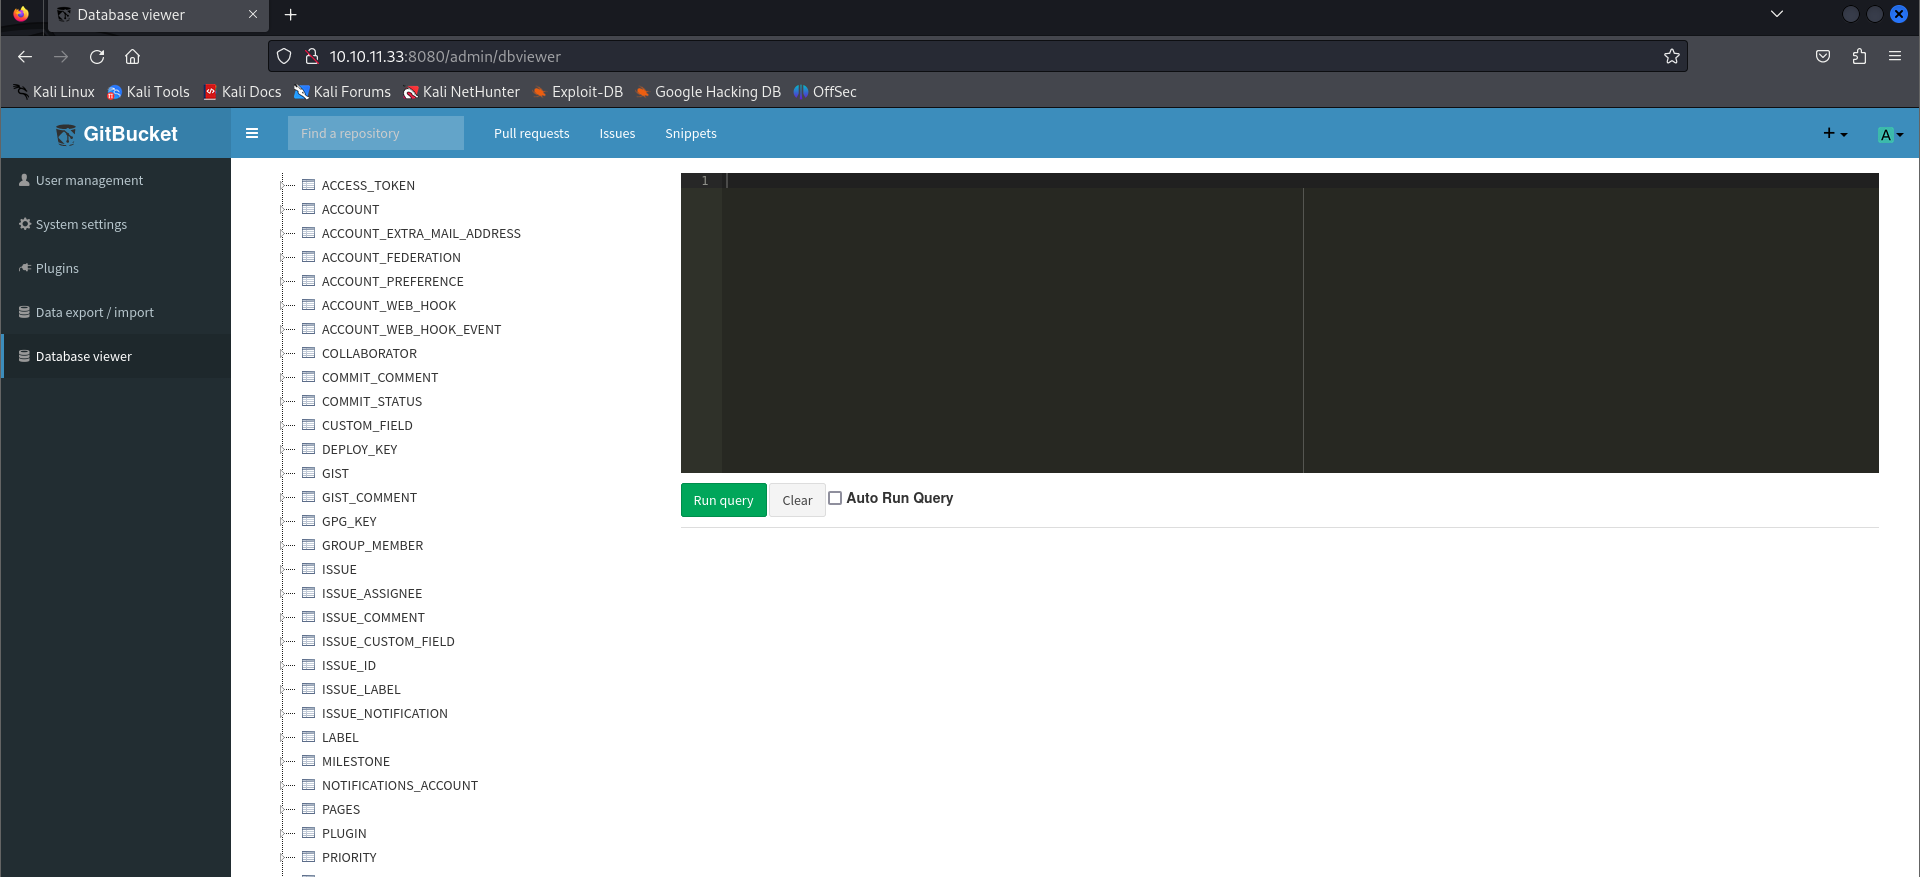 Database viewer
10.10.11.33:8080/admin/dbviewer
Kali Linux Kali Tools Kali Docs Kali Forums Kali NetHunter Exploit-DB Google Hacking DB OffSec
GitBucket Find a repository Pull requests Issues Snippets + A
User management
System settings
Plugins
Data export / import
Database viewer
ACCESS_TOKEN
ACCOUNT
ACCOUNT_EXTRA_MAIL_ADDRESS
ACCOUNT_FEDERATION
ACCOUNT_PREFERENCE
ACCOUNT_WEB_HOOK
ACCOUNT_WEB_HOOK_EVENT
COLLABORATOR
COMMIT_COMMENT
COMMIT_STATUS
CUSTOM_FIELD
DEPLOY_KEY
GIST
GIST_COMMENT
GPG_KEY
GROUP_MEMBER
ISSUE
ISSUE_ASSIGNEE
ISSUE_COMMENT
ISSUE_CUSTOM_FIELD
ISSUE_ID
ISSUE_LABEL
ISSUE_NOTIFICATION
LABEL
MILESTONE
NOTIFICATIONS_ACCOUNT
PAGES
PLUGIN
PRIORITY
1
Run query Clear Auto Run Query